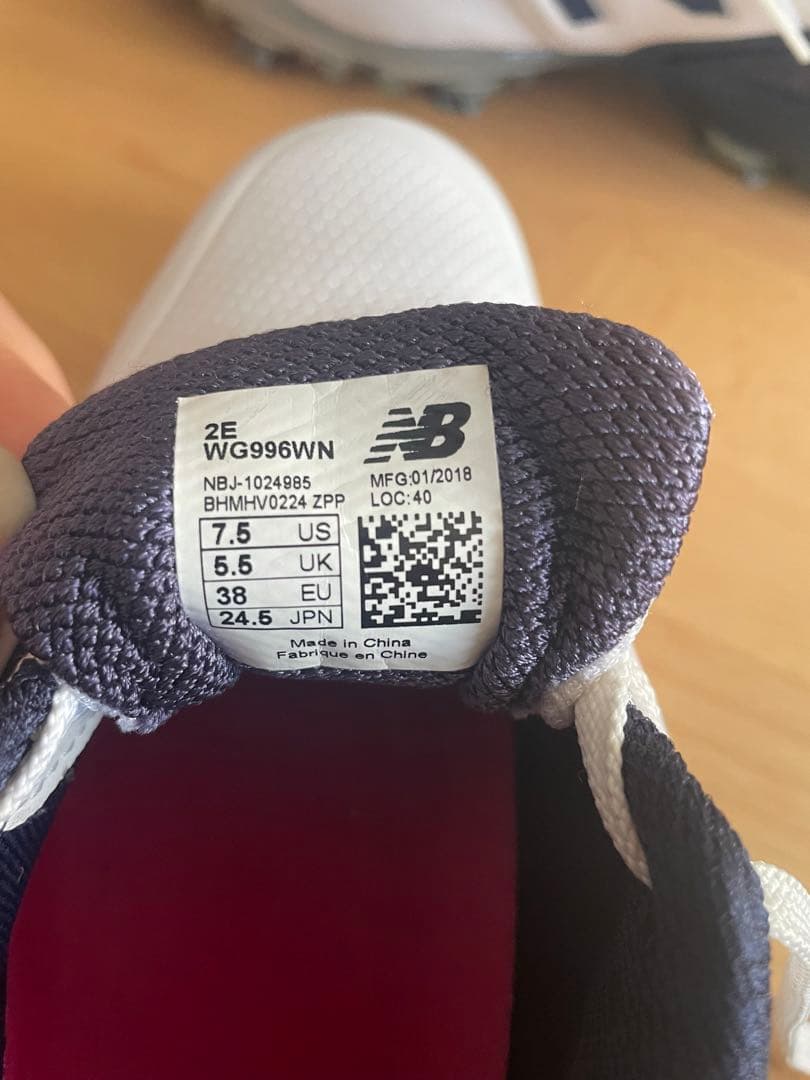 2E
WG996WN
NB
NBJ-1024985
MFG:01/2018
BHMHV0224 ZPP
LOC:40
7.5 US
5.5 UK
38 EU
24.5 JPN
Made in China
Fabrique en Chine